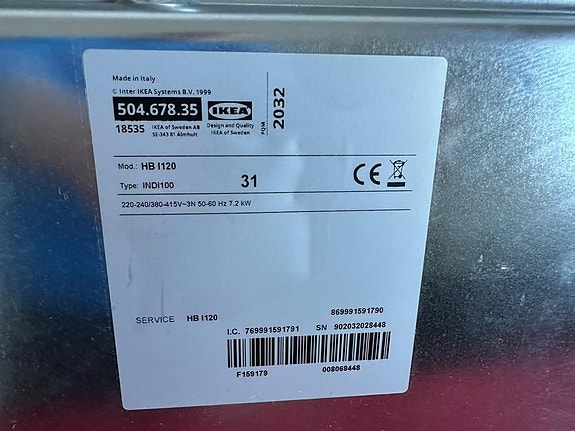 Made in Italy
© Inter IKEA Systems B.V. 1999
504.678.35 IKEA
18535 IKEA of Sweden AB
SE-343 81 Älmhult
Design and Quality
IKEA of Sweden
PQM 2032
Mod.: HB I120
Type: INDI100 31
CE
220-240/380-415V~3N 50-60 Hz 7.2 kW
869991591790
SERVICE HB I120
I.C. 769991591791 SN 902032028448
F159179 008068448